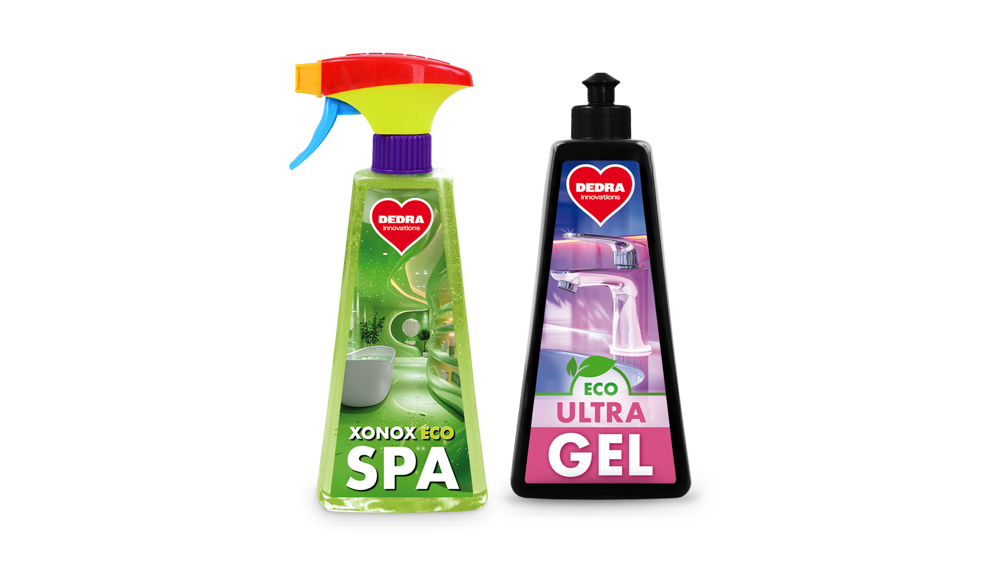 DEDRA
innovations
XONOX ECO
SPA
DEDRA
innovations
ECO
ULTRA
GEL